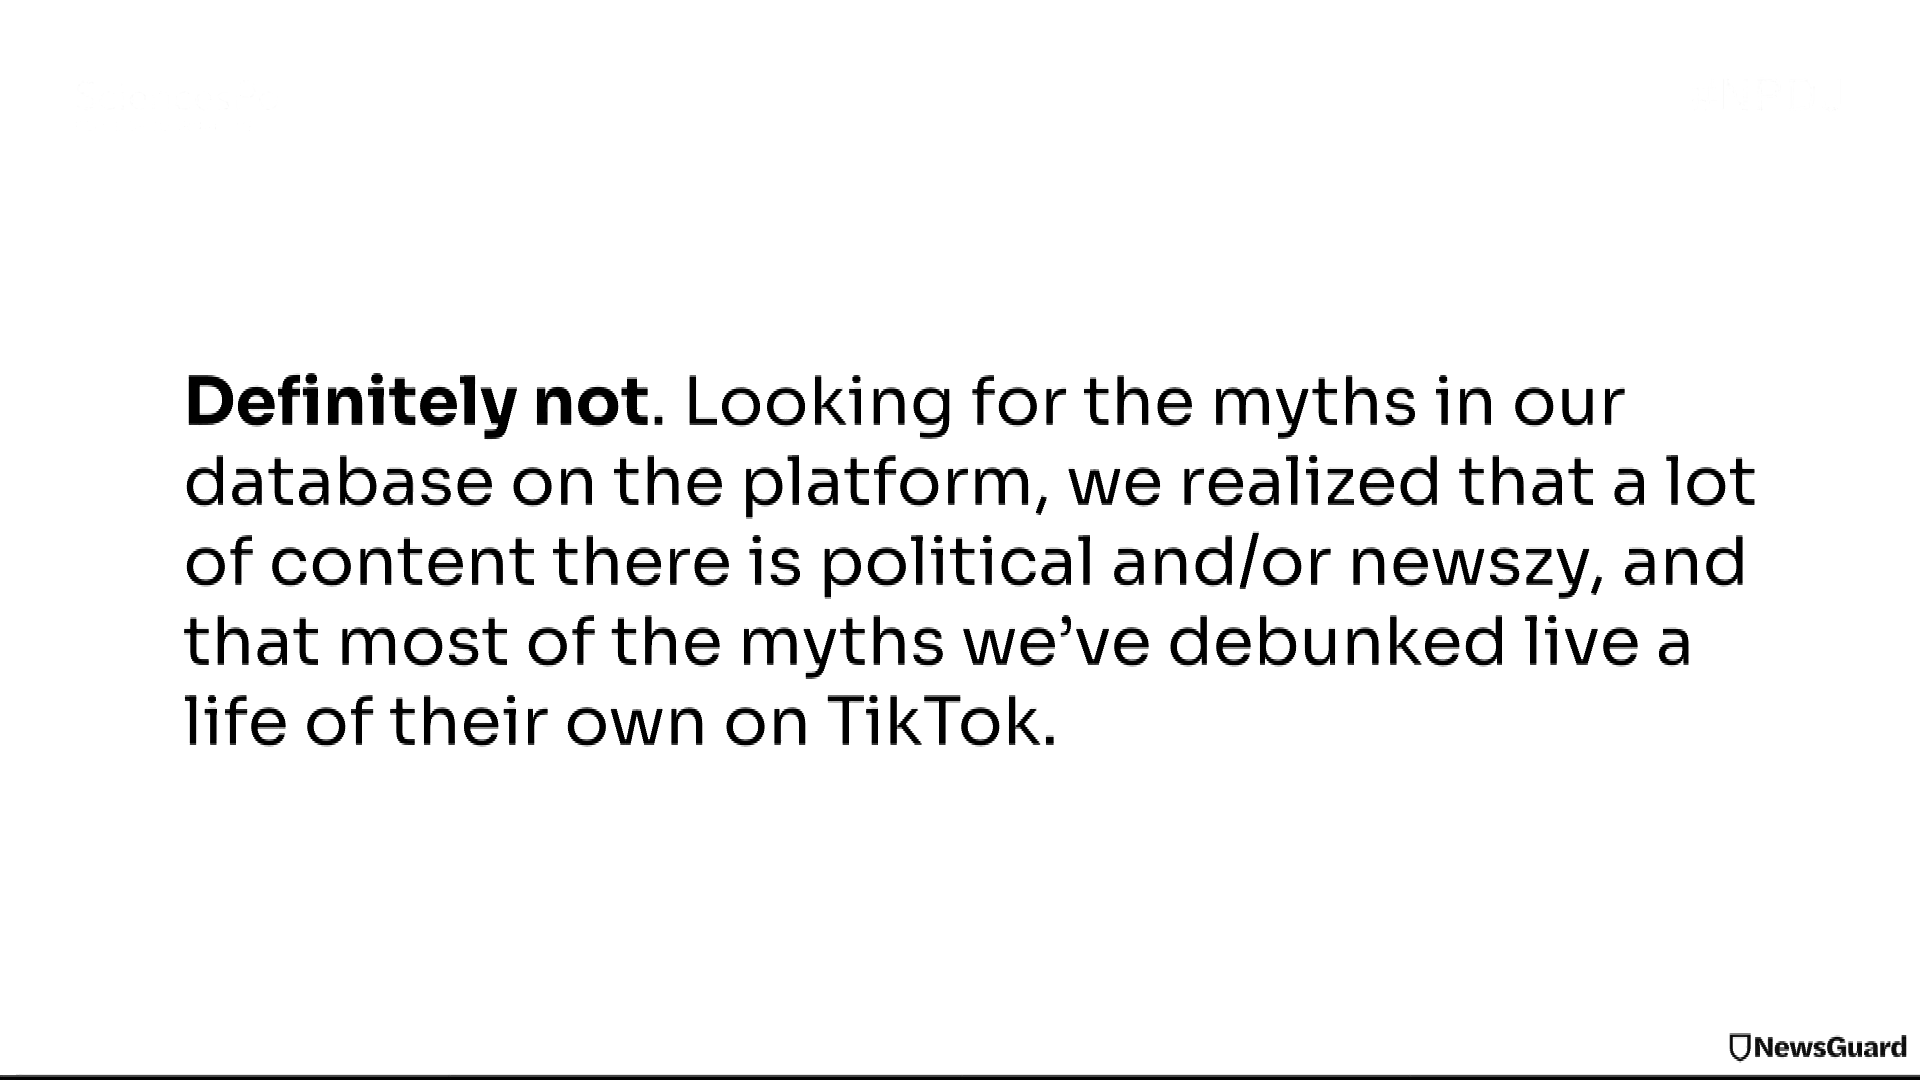 Definitely not. Looking for the myths in our
database on the platform, we realized that a lot
of content there is political and/or newszy, and
that most of the myths we’ve debunked live a
life of their own on TikTok.
NewsGuard